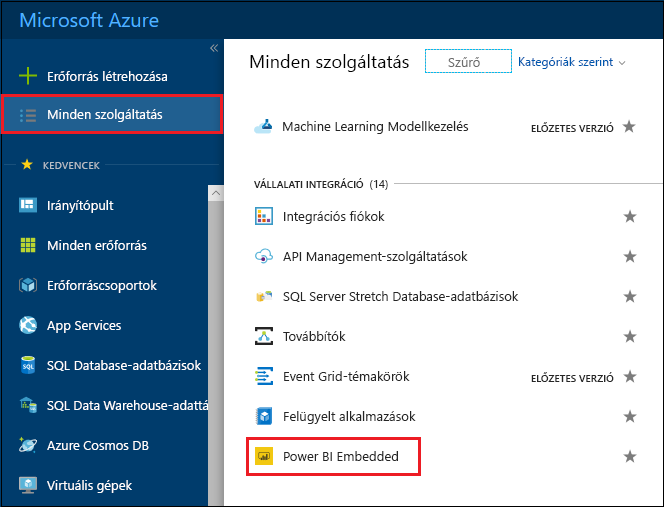 Microsoft Azure
«
Erőforrás létrehozása
Minden szolgáltatás
KEDVENCEK
Irányítópult
Minden erőforrás
Erőforráscsoportok
App Services
SQL Database-adatbázisok
SQL Data Warehouse-adattá
Azure Cosmos DB
Virtuális gépek
Minden szolgáltatás Szűrő Kategóriák szerint
Machine Learning Modellkezelés ELŐZETES VERZIÓ
VÁLLALATI INTEGRÁCIÓ (14)
Integrációs fiókok
API Management-szolgáltatások
SQL Server Stretch Database-adatbázisok
Továbbítók
Event Grid-témakörök ELŐZETES VERZIÓ
Felügyelt alkalmazások
Power BI Embedded